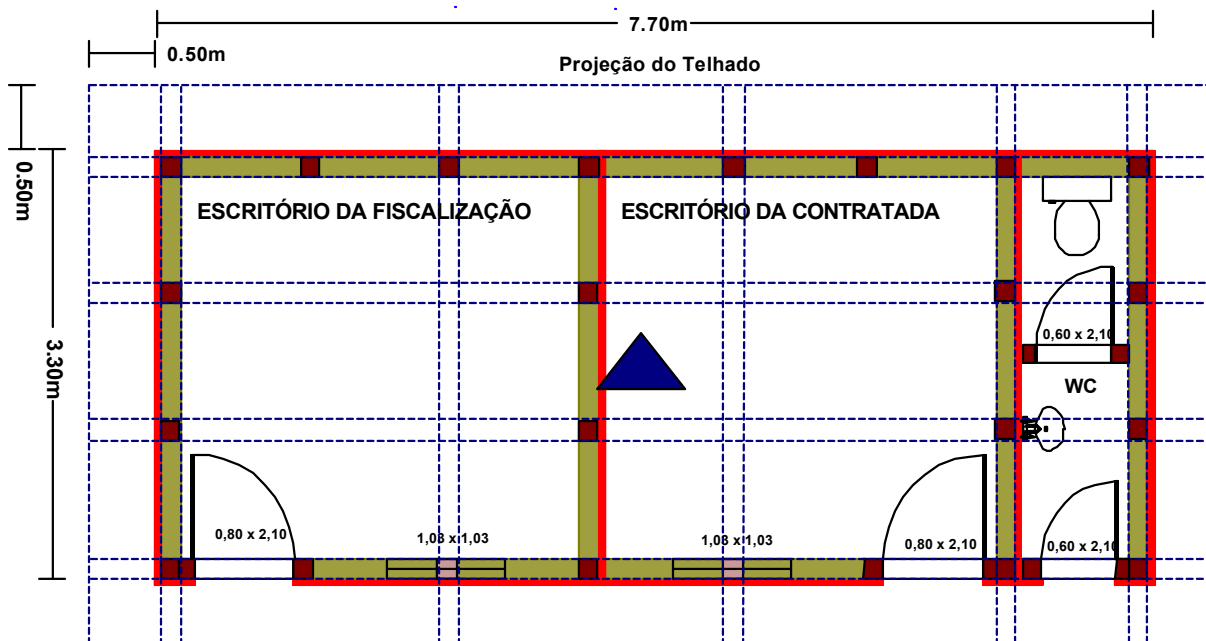 7.70m
0.50m
Projeção do Telhado
0.50m
3.30m
ESCRITÓRIO DA FISCALIZAÇÃO
ESCRITÓRIO DA CONTRATADA
0,60 x 2,10
WC
0,80 x 2,10
1,03 x 1,03
1,03 x 1,03
0,80 x 2,10
0,60 x 2,10